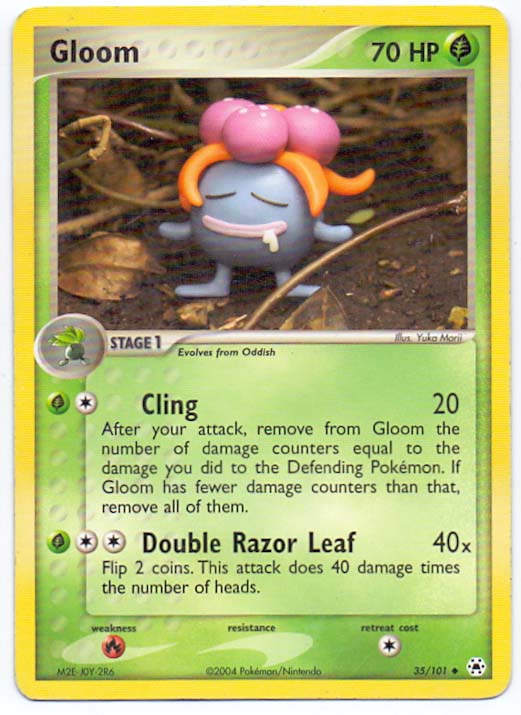 Gloom 70 HP
Illus. Yuka Morii
STAGE 1
Evolves from Oddish
Cling 20
After your attack, remove from Gloom the
number of damage counters equal to the
damage you did to the Defending Pokémon. If
Gloom has fewer damage counters than that,
remove all of them.
Double Razor Leaf 40x
Flip 2 coins. This attack does 40 damage times
the number of heads.
weakness resistance retreat cost
M2E-J0Y-2R6 ©2004 Pokémon/Nintendo 35/101